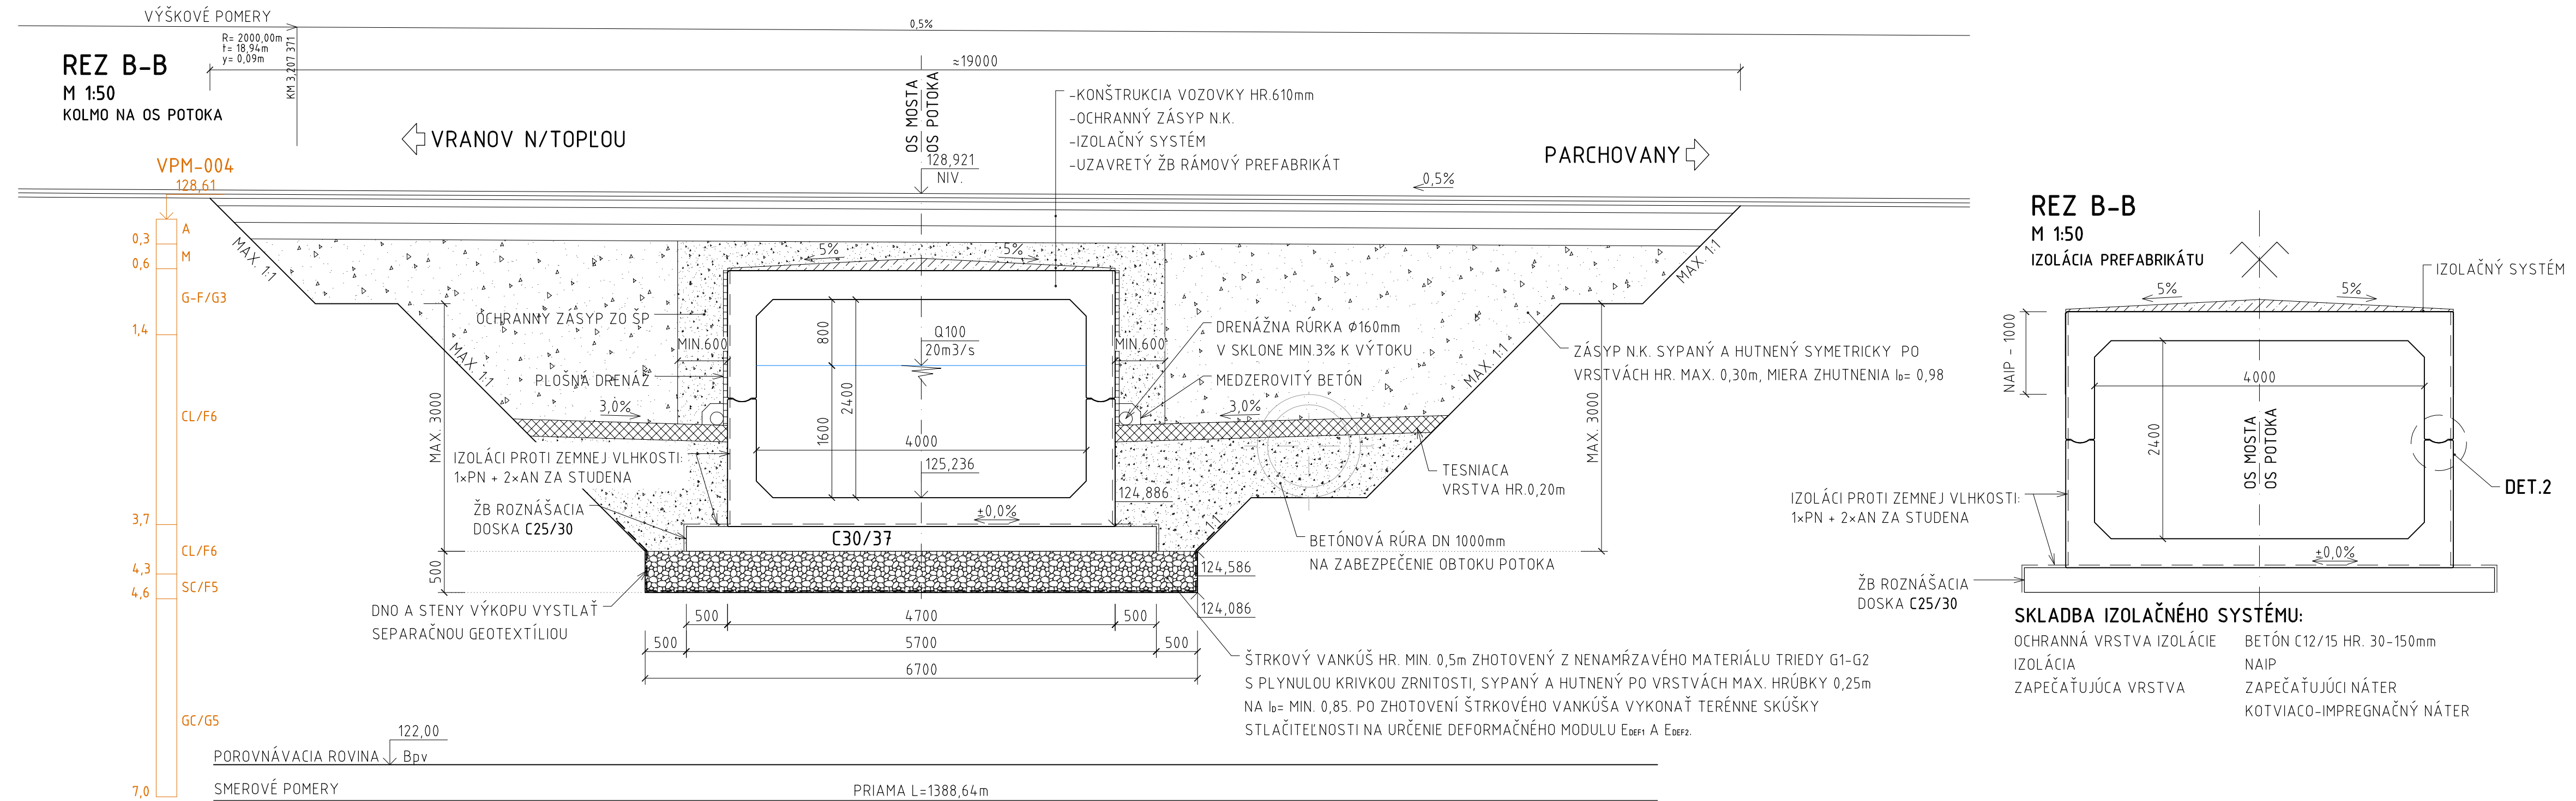 VÝŠKOVÉ POMERY
R= 2000,00m
t= 18,94m
y= 0,09m
KM 3,207 371
0,5%
REZ B-B
M 1:50
KOLMO NA OS POTOKA
≈19000
OS MOSTA
OS POTOKA
-KONŠTRUKCIA VOZOVKY HR.610mm
-OCHRANNÝ ZÁSYP N.K.
-IZOLAČNÝ SYSTÉM
-UZAVRETÝ ŽB RÁMOVÝ PREFABRIKÁT
VRANOV N/TOPĽOU
PARCHOVANY
128,921
NIV.
0,5%
VPM-004
128,61
A
0,3
M
0,6
G-F/G3
1,4
CL/F6
3,7
CL/F6
4,3
SC/F5
4,6
GC/G5
7,0
MAX. 1:1
MAX. 1:1
MAX. 1:1
MAX. 1:1
1:1
5%
5%
OCHRANNÝ ZÁSYP ZO ŠP
MIN.600
MIN.600
PLOŠNÁ DRENÁŽ
3,0%
3,0%
800
1600
2400
4000
Q100
20m3/s
125,236
124,886
±0,0%
DRENÁŽNA RÚRKA Ø160mm
V SKLONE MIN.3% K VÝTOKU
MEDZEROVITÝ BETÓN
ZÁSYP N.K. SYPANÝ A HUTNENÝ SYMETRICKY PO
VRSTVÁCH HR. MAX. 0,30m, MIERA ZHUTNENIA ID= 0,98
MAX. 3000
500
MAX. 3000
IZOLÁCI PROTI ZEMNEJ VLHKOSTI:
1×PN + 2×AN ZA STUDENA
ŽB ROZNÁŠACIA
DOSKA C25/30
C30/37
TESNIACA
VRSTVA HR.0,20m
BETÓNOVÁ RÚRA DN 1000mm
NA ZABEZPEČENIE OBTOKU POTOKA
124,586
124,086
DNO A STENY VÝKOPU VYSTLAŤ
SEPARAČNOU GEOTEXTÍLIOU
500
4700
500
500
5700
500
6700
ŠTRKOVÝ VANKÚŠ HR. MIN. 0,5m ZHOTOVENÝ Z NENAMŔZAVÉHO MATERIÁLU TRIEDY G1-G2
S PLYNULOU KRIVKOU ZRNITOSTI, SYPANÝ A HUTNENÝ PO VRSTVÁCH MAX. HRÚBKY 0,25m
NA ID= MIN. 0,85. PO ZHOTOVENÍ ŠTRKOVÉHO VANKÚŠA VYKONAŤ TERÉNNE SKÚŠKY
STLAČITEĽNOSTI NA URČENIE DEFORMAČNÉHO MODULU EDEF1 A EDEF2.
122,00
POROVNÁVACIA ROVINA
Bpv
SMEROVÉ POMERY
PRIAMA L=1388,64m
REZ B-B
M 1:50
IZOLÁCIA PREFABRIKÁTU
IZOLAČNÝ SYSTÉM
5%
5%
NAIP - 1000
4000
2400
OS MOSTA
OS POTOKA
DET.2
IZOLÁCI PROTI ZEMNEJ VLHKOSTI:
1×PN + 2×AN ZA STUDENA
±0,0%
ŽB ROZNÁŠACIA
DOSKA C25/30
SKLADBA IZOLAČNÉHO SYSTÉMU:
OCHRANNÁ VRSTVA IZOLÁCIE BETÓN C12/15 HR. 30-150mm
IZOLÁCIA NAIP
ZAPEČAŤUJÚCA VRSTVA ZAPEČAŤUJÚCI NÁTER
KOTVIACO-IMPREGNAČNÝ NÁTER